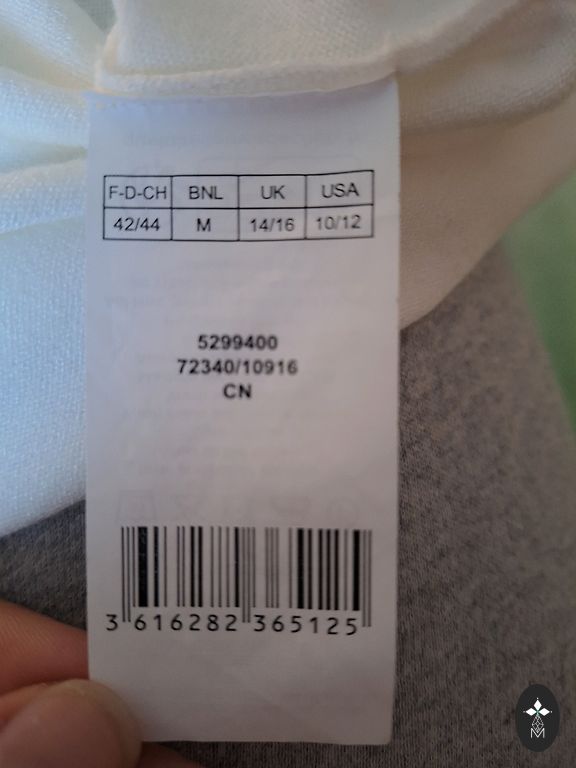 F-D-CH BNL UK USA
42/44 M 14/16 10/12
5299400
72340/10916
CN
3 616282 365125
M